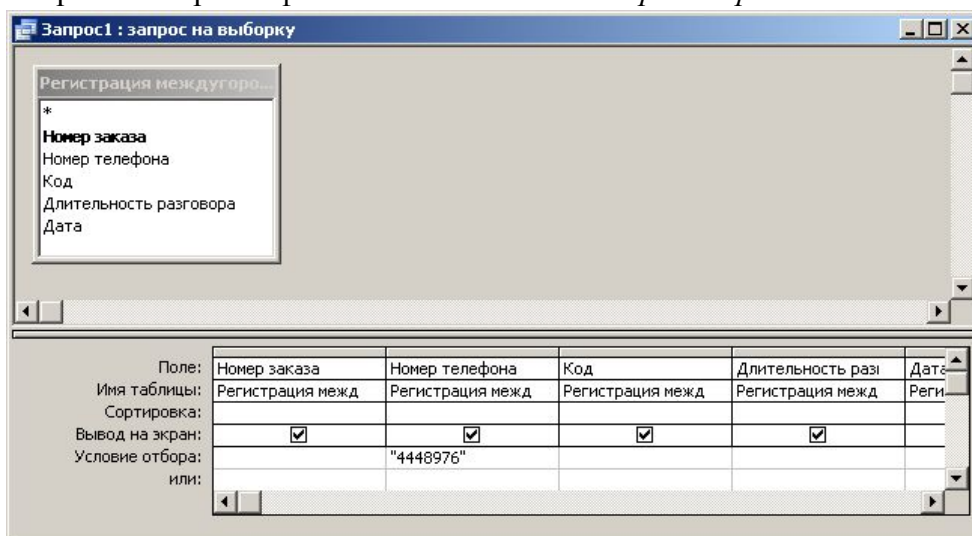 Запрос1 : запрос на выборку
Регистрация междугоро...
*
Номер заказа
Номер телефона
Код
Длительность разговора
Дата
Поле: Номер заказа Номер телефона Код Длительность разг Дата
Имя таблицы: Регистрация межд Регистрация межд Регистрация межд Регистрация межд Реги
Сортировка:
Вывод на экран:
Условие отбора: "4448976"
или: